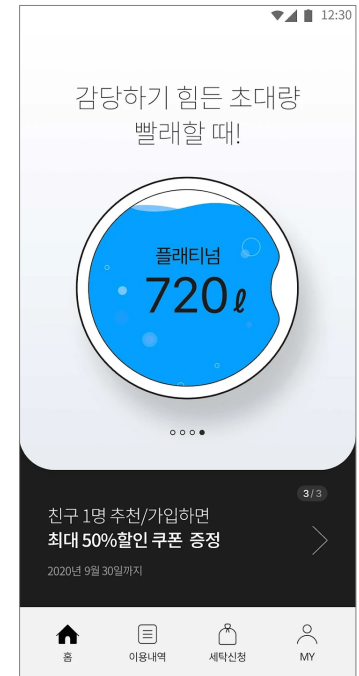 12:30
감당하기 힘든 초대량
빨래할 때!
플래티넘
720ℓ
3/3
친구 1명 추천/가입하면
최대 50%할인 쿠폰 증정
2020년 9월 30일까지
홈 이용내역 세탁신청 MY